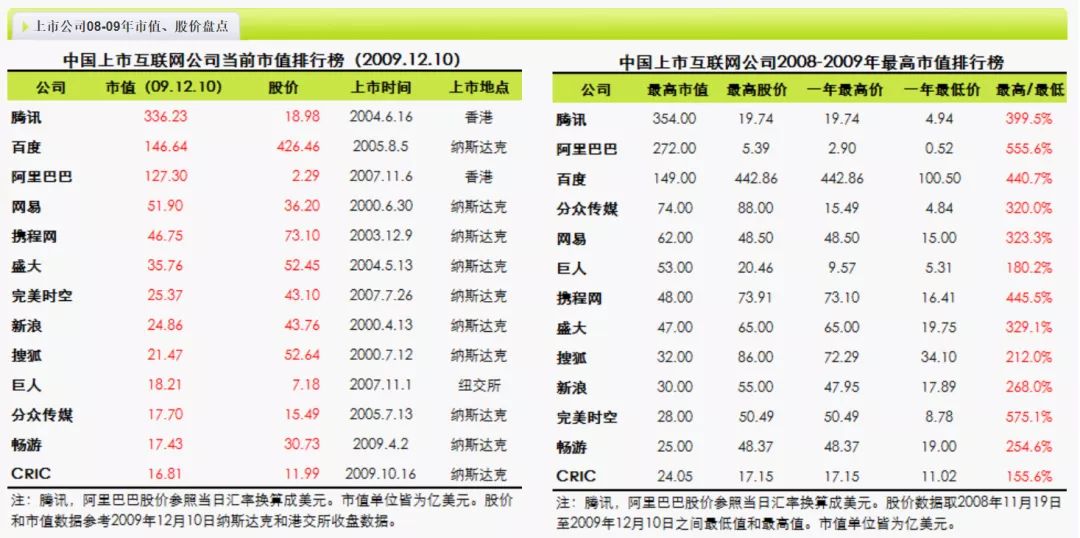 上市公司08-09年市值、股价盘点
中国上市互联网公司当前市值排行榜（2009.12.10）
公司 市值（09.12.10） 股价 上市时间 上市地点
腾讯 336.23 18.98 2004.6.16 香港
百度 146.64 426.46 2005.8.5 纳斯达克
阿里巴巴 127.30 2.29 2007.11.6 香港
网易 51.90 36.20 2000.6.30 纳斯达克
携程网 46.75 73.10 2003.12.9 纳斯达克
盛大 35.76 52.45 2004.5.13 纳斯达克
完美时空 25.37 43.10 2007.7.26 纳斯达克
新浪 24.86 43.76 2000.4.13 纳斯达克
搜狐 21.47 52.64 2000.7.12 纳斯达克
巨人 18.21 7.18 2007.11.1 纽交所
分众传媒 17.70 15.49 2005.7.13 纳斯达克
畅游 17.43 30.73 2009.4.2 纳斯达克
CRIC 16.81 11.99 2009.10.16 纳斯达克
注：腾讯，阿里巴巴股价参照当日汇率换算成美元。市值单位皆为亿美元。股价
和市值数据参考2009年12月10日纳斯达克和港交所收盘数据。
中国上市互联网公司2008-2009年最高市值排行榜
公司 最高市值 最高股价 一年最高价 一年最低价 最高/最低
腾讯 354.00 19.74 19.74 4.94 399.5%
阿里巴巴 272.00 5.39 2.90 0.52 555.6%
百度 149.00 442.86 442.86 100.50 440.7%
分众传媒 74.00 88.00 15.49 4.84 320.0%
网易 62.00 48.50 48.50 15.00 323.3%
巨人 53.00 20.46 9.57 5.31 180.2%
携程网 48.00 73.91 73.10 16.41 445.5%
盛大 47.00 65.00 65.00 19.75 329.1%
搜狐 32.00 86.00 72.29 34.10 212.0%
新浪 30.00 55.00 47.95 17.89 268.0%
完美时空 28.00 50.49 50.49 8.78 575.1%
畅游 25.00 48.37 48.37 19.00 254.6%
CRIC 24.05 17.15 17.15 11.02 155.6%
注：腾讯，阿里巴巴股价参照当日汇率换算成美元。股价数据取2008年11月19日
至2009年12月10日之间最低值和最高值。市值单位皆为亿美元。